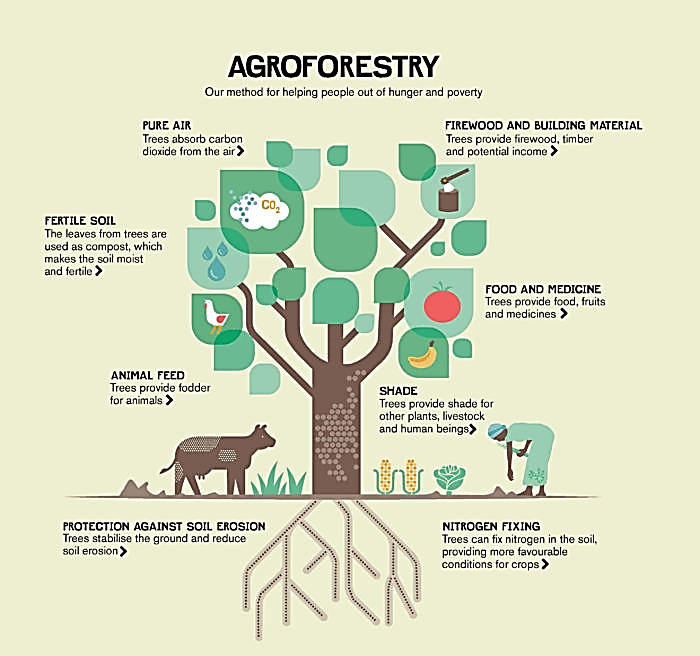 AGROFORESTRY
Our method for helping people out of hunger and poverty
PURE AIR
Trees absorb carbon
dioxide from the air
FIREWOOD AND BUILDING MATERIAL
Trees provide firewood, timber
and potential income
CO2
FERTILE SOIL
The leaves from trees are
used as compost, which
makes the soil moist
and fertile
FOOD AND MEDICINE
Trees provide food, fruits
and medicines
ANIMAL FEED
Trees provide fodder
for animals
SHADE
Trees provide shade for
other plants, livestock
and human beings
PROTECTION AGAINST SOIL EROSION
Trees stabilise the ground and reduce
soil erosion
NITROGEN FIXING
Trees can fix nitrogen in the soil,
providing more favourable
conditions for crops